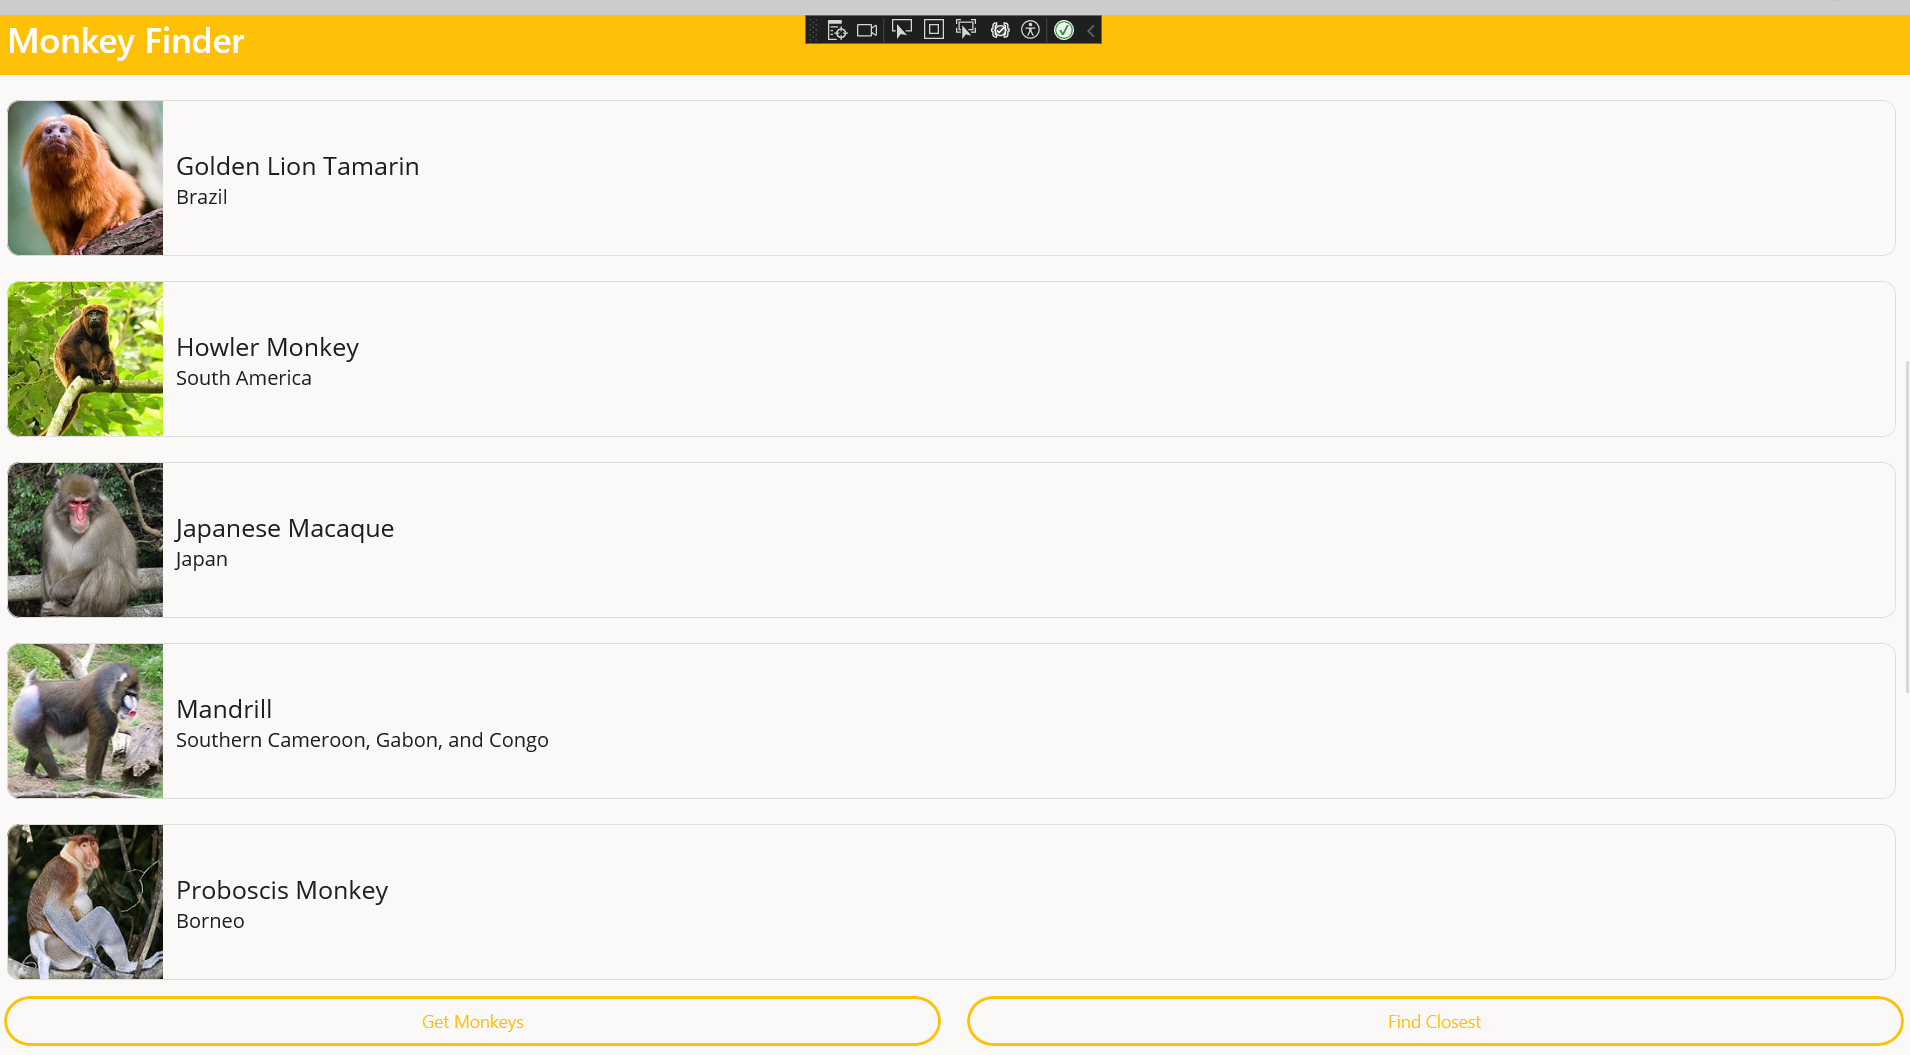 Monkey Finder
Golden Lion Tamarin
Brazil
Howler Monkey
South America
Japanese Macaque
Japan
Mandrill
Southern Cameroon, Gabon, and Congo
Proboscis Monkey
Borneo
Get Monkeys
Find Closest